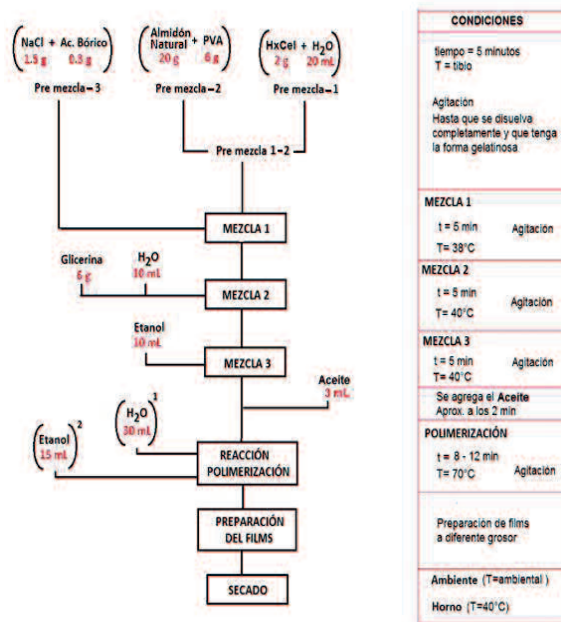 NaCl + Ac. Bórico
1.5 g 0.3 g
Pre mezcla-3
Almidón Natural + PVA
20 g 6 g
Pre mezcla-2
HxCel + H2O
2 g 20 mL
Pre mezcla-1
Pre mezcla 1-2
MEZCLA 1
Glicerina
6 g
H2O
10 mL
MEZCLA 2
Etanol
10 mL
MEZCLA 3
Aceite
3 mL
(H2O)1
30 mL
(Etanol)2
15 mL
REACCIÓN
POLIMERIZACIÓN
PREPARACIÓN
DEL FILMS
SECADO
CONDICIONES
tiempo = 5 minutos
T = tibio
Agitación
Hasta que se disuelva
completamente y que tenga
la forma gelatinosa
MEZCLA 1
t = 5 min Agitación
T= 38°C
MEZCLA 2
t = 5 min
Agitación
T= 40°C
MEZCLA 3
t = 5 min Agitación
T= 40°C
Se agrega el Aceite
Aprox. a los 2 min
POLIMERIZACIÓN
t = 8 - 12 min
T= 70°C Agitación
Preparación de films
a diferente grosor
Ambiente (T=ambiental )
Horno (T=40°C)